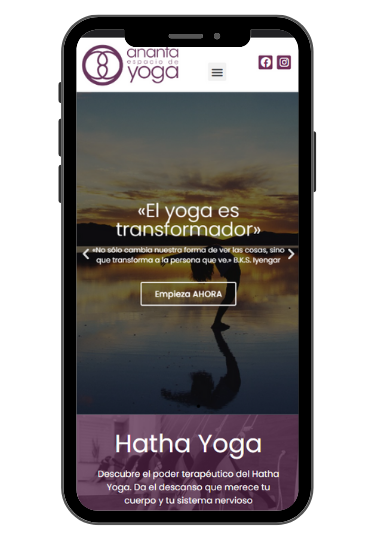 ananta
espacio de
yoga
«El yoga es
transformador»
«No sólo cambia nuestra forma de ver las cosas, sino
que transforma a la persona que ve.» B.K.S. Iyengar
Empieza AHORA
Hatha Yoga
Descubre el poder terapéutico del Hatha
Yoga. Da el descanso que merece tu
cuerpo y tu sistema nervioso